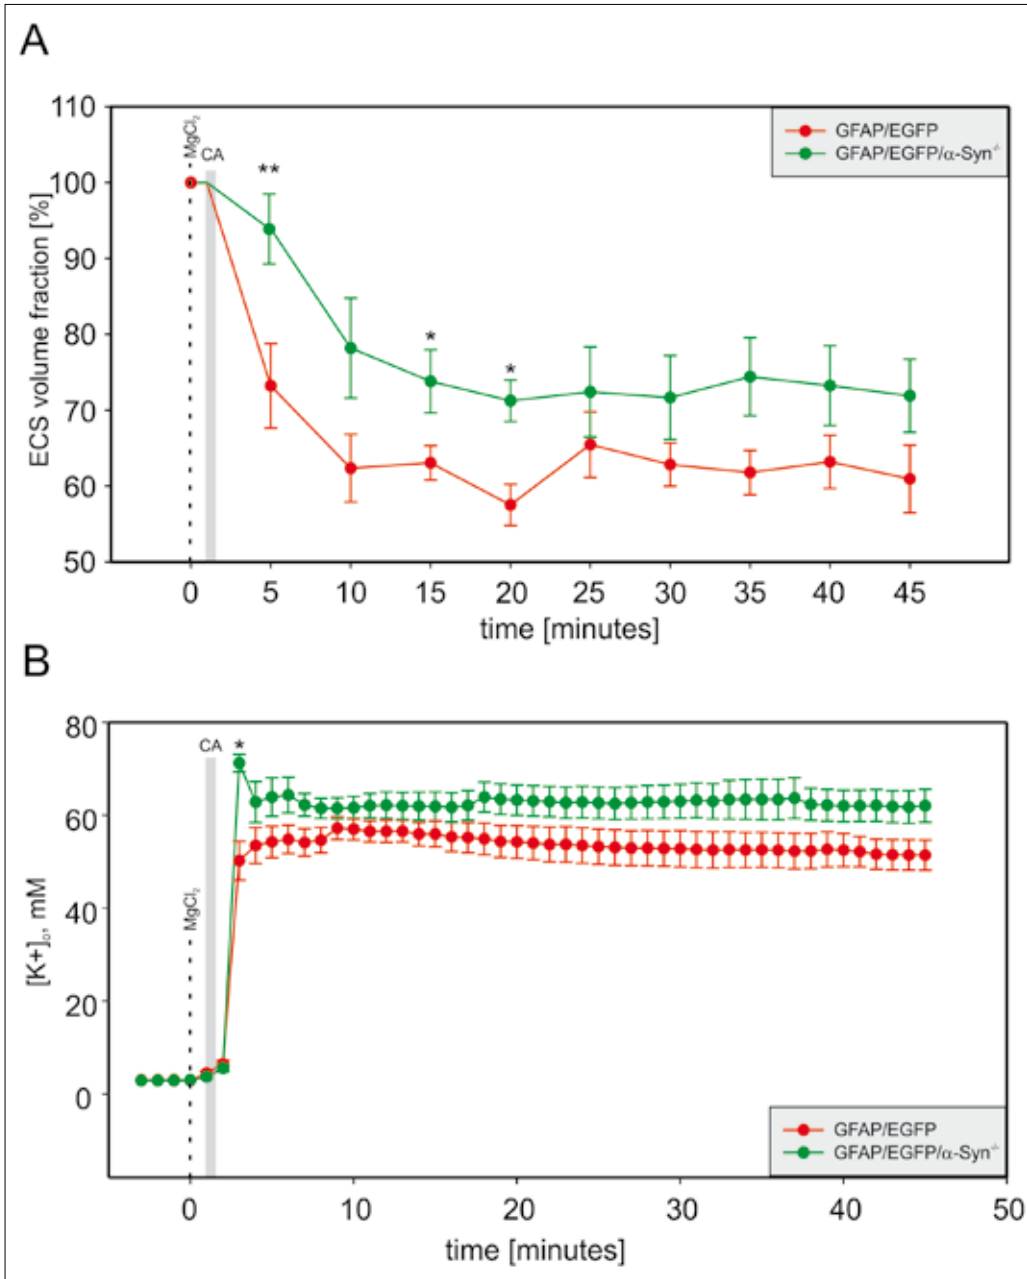 A
110
100
90
80
70
60
50
ECS volume fraction [%]
MgCl₂
CA
**
*
*
GFAP/EGFP
GFAP/EGFP/α-Syn⁻/⁻
0 5 10 15 20 25 30 35 40 45
time [minutes]
B
80
60
40
20
0
[K+]ₒ, mM
MgCl₂
CA
*
GFAP/EGFP
GFAP/EGFP/α-Syn⁻/⁻
0 10 20 30 40 50
time [minutes]